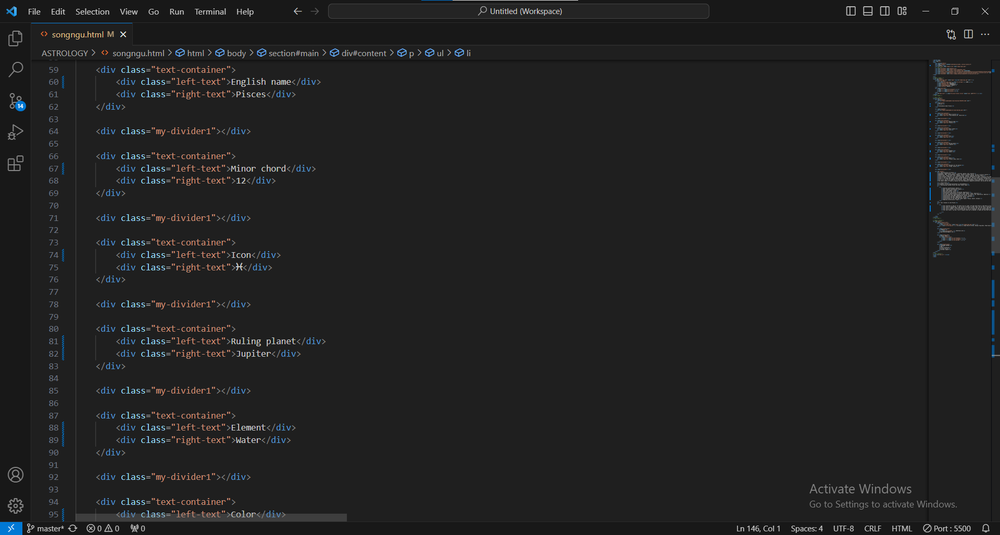 File Edit Selection View Go Run Terminal Help
Untitled (Workspace)
songngu.html M
ASTROLOGY > songngu.html > html > body > section#main > div#content > p > ul > li
59 <div class="text-container">
60 <div class="left-text">English name</div>
61 <div class="right-text">Pisces</div>
62 </div>
63
64 <div class="my-divider1"></div>
65
66 <div class="text-container">
67 <div class="left-text">Minor chord</div>
68 <div class="right-text">12</div>
69 </div>
70
71 <div class="my-divider1"></div>
72
73 <div class="text-container">
74 <div class="left-text">Icon</div>
75 <div class="right-text">♓︎</div>
76 </div>
77
78 <div class="my-divider1"></div>
79
80 <div class="text-container">
81 <div class="left-text">Ruling planet</div>
82 <div class="right-text">Jupiter</div>
83 </div>
84
85 <div class="my-divider1"></div>
86
87 <div class="text-container">
88 <div class="left-text">Element</div>
89 <div class="right-text">Water</div>
90 </div>
91
92 <div class="my-divider1"></div>
93
94 <div class="text-container">
95 <div class="left-text">Color</div>
14
Activate Windows
Go to Settings to activate Windows.
master* 0 0 0 Ln 146, Col 1 Spaces: 4 UTF-8 CRLF HTML Port : 5500